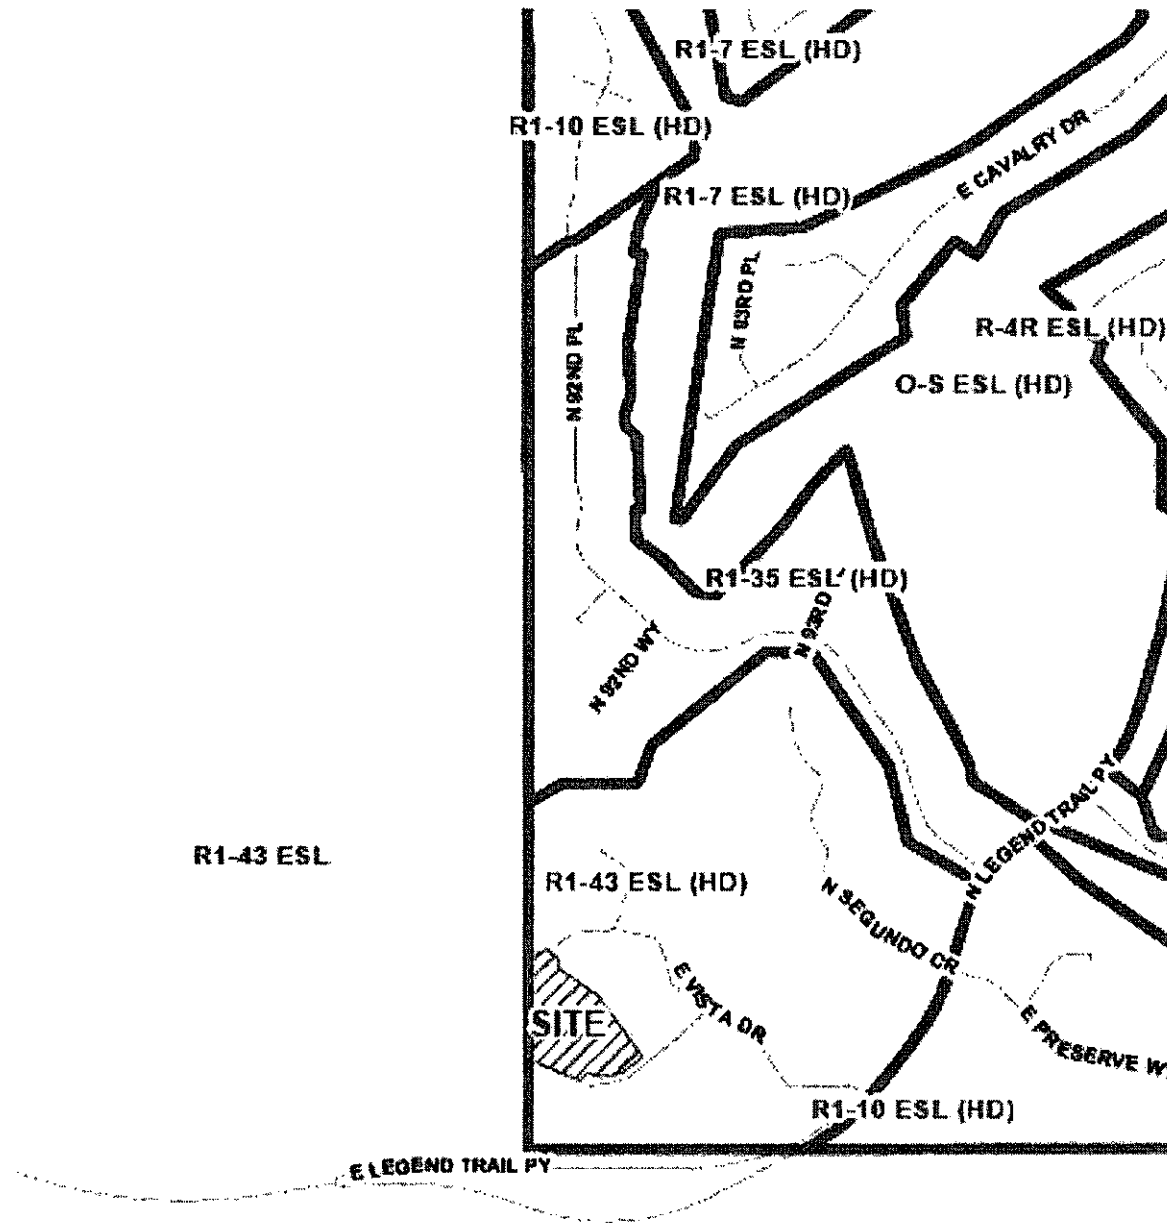 R1-7 ESL (HD)
R1-10 ESL (HD)
E CAVALRY DR
R1-7 ESL (HD)
N 93RD PL
R-4R ESL (HD)
N 92ND PL
O-S ESL (HD)
R1-35 ESL (HD)
N 93RD
N 92ND WY
N LEGEND TRAIL PY
R1-43 ESL
R1-43 ESL (HD)
N SEGUNDO CR
E VISTA DR
SITE
E PRESERVE WY
R1-10 ESL (HD)
E LEGEND TRAIL PY